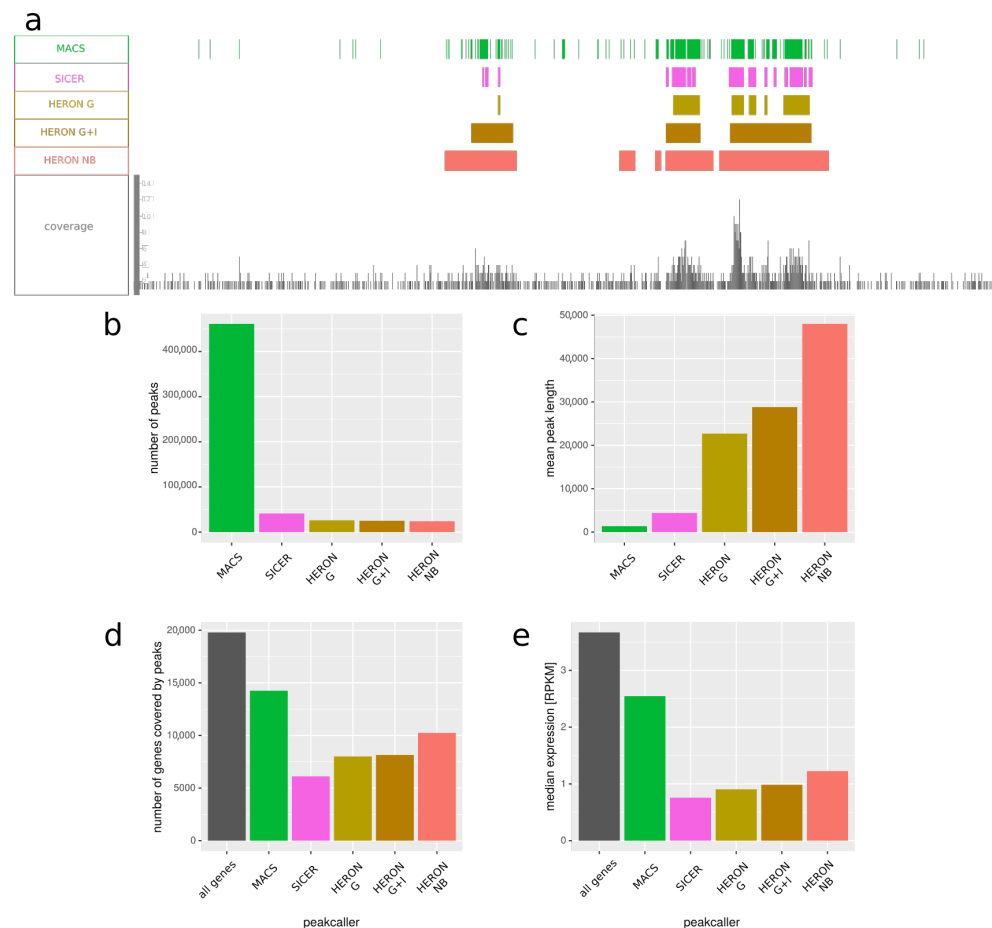 a
MACS
SICER
HERON G
HERON G+I
HERON NB
coverage
b
number of peaks
400,000
300,000
200,000
100,000
0
MACS
SICER
HERON
G
HERON
G+I
HERON
NB
c
mean peak length
50,000
40,000
30,000
20,000
10,000
0
MACS
SICER
HERON
G
HERON
G+I
HERON
NB
d
number of genes covered by peaks
20,000
15,000
10,000
5000
0
all genes
MACS
SICER
HERON
G
HERON
G+I
HERON
NB
peakcaller
e
median expression [RPKM]
3
2
1
0
all genes
MACS
SICER
HERON
G
HERON
G+I
HERON
NB
peakcaller